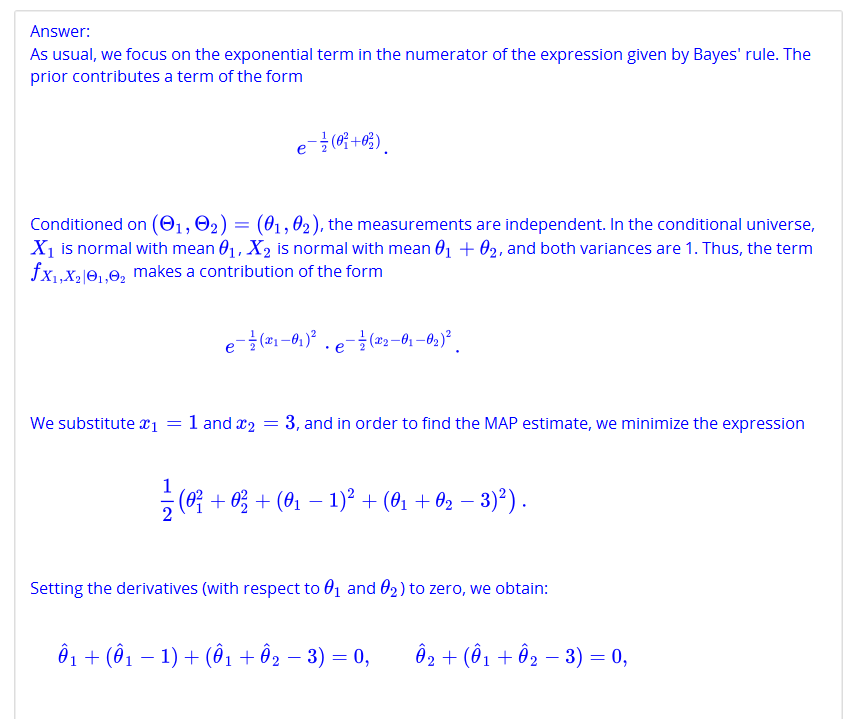 Answer:
As usual, we focus on the exponential term in the numerator of the expression given by Bayes' rule. The
prior contributes a term of the form
$e^{-\frac{1}{2}(\theta_1^2+\theta_2^2)}.$
Conditioned on $(\Theta_1, \Theta_2) = (\theta_1, \theta_2)$, the measurements are independent. In the conditional universe,
$X_1$ is normal with mean $\theta_1$, $X_2$ is normal with mean $\theta_1 + \theta_2$, and both variances are 1. Thus, the term
$f_{X_1,X_2|\Theta_1,\Theta_2}$ makes a contribution of the form
$e^{-\frac{1}{2}(x_1-\theta_1)^2} \cdot e^{-\frac{1}{2}(x_2-\theta_1-\theta_2)^2}.$
We substitute $x_1 = 1$ and $x_2 = 3$, and in order to find the MAP estimate, we minimize the expression
$\frac{1}{2}(\theta_1^2 + \theta_2^2 + (\theta_1 - 1)^2 + (\theta_1 + \theta_2 - 3)^2).$
Setting the derivatives (with respect to $\theta_1$ and $\theta_2$) to zero, we obtain:
$\hat{\theta}_1 + (\hat{\theta}_1 - 1) + (\hat{\theta}_1 + \hat{\theta}_2 - 3) = 0, \qquad \hat{\theta}_2 + (\hat{\theta}_1 + \hat{\theta}_2 - 3) = 0,$